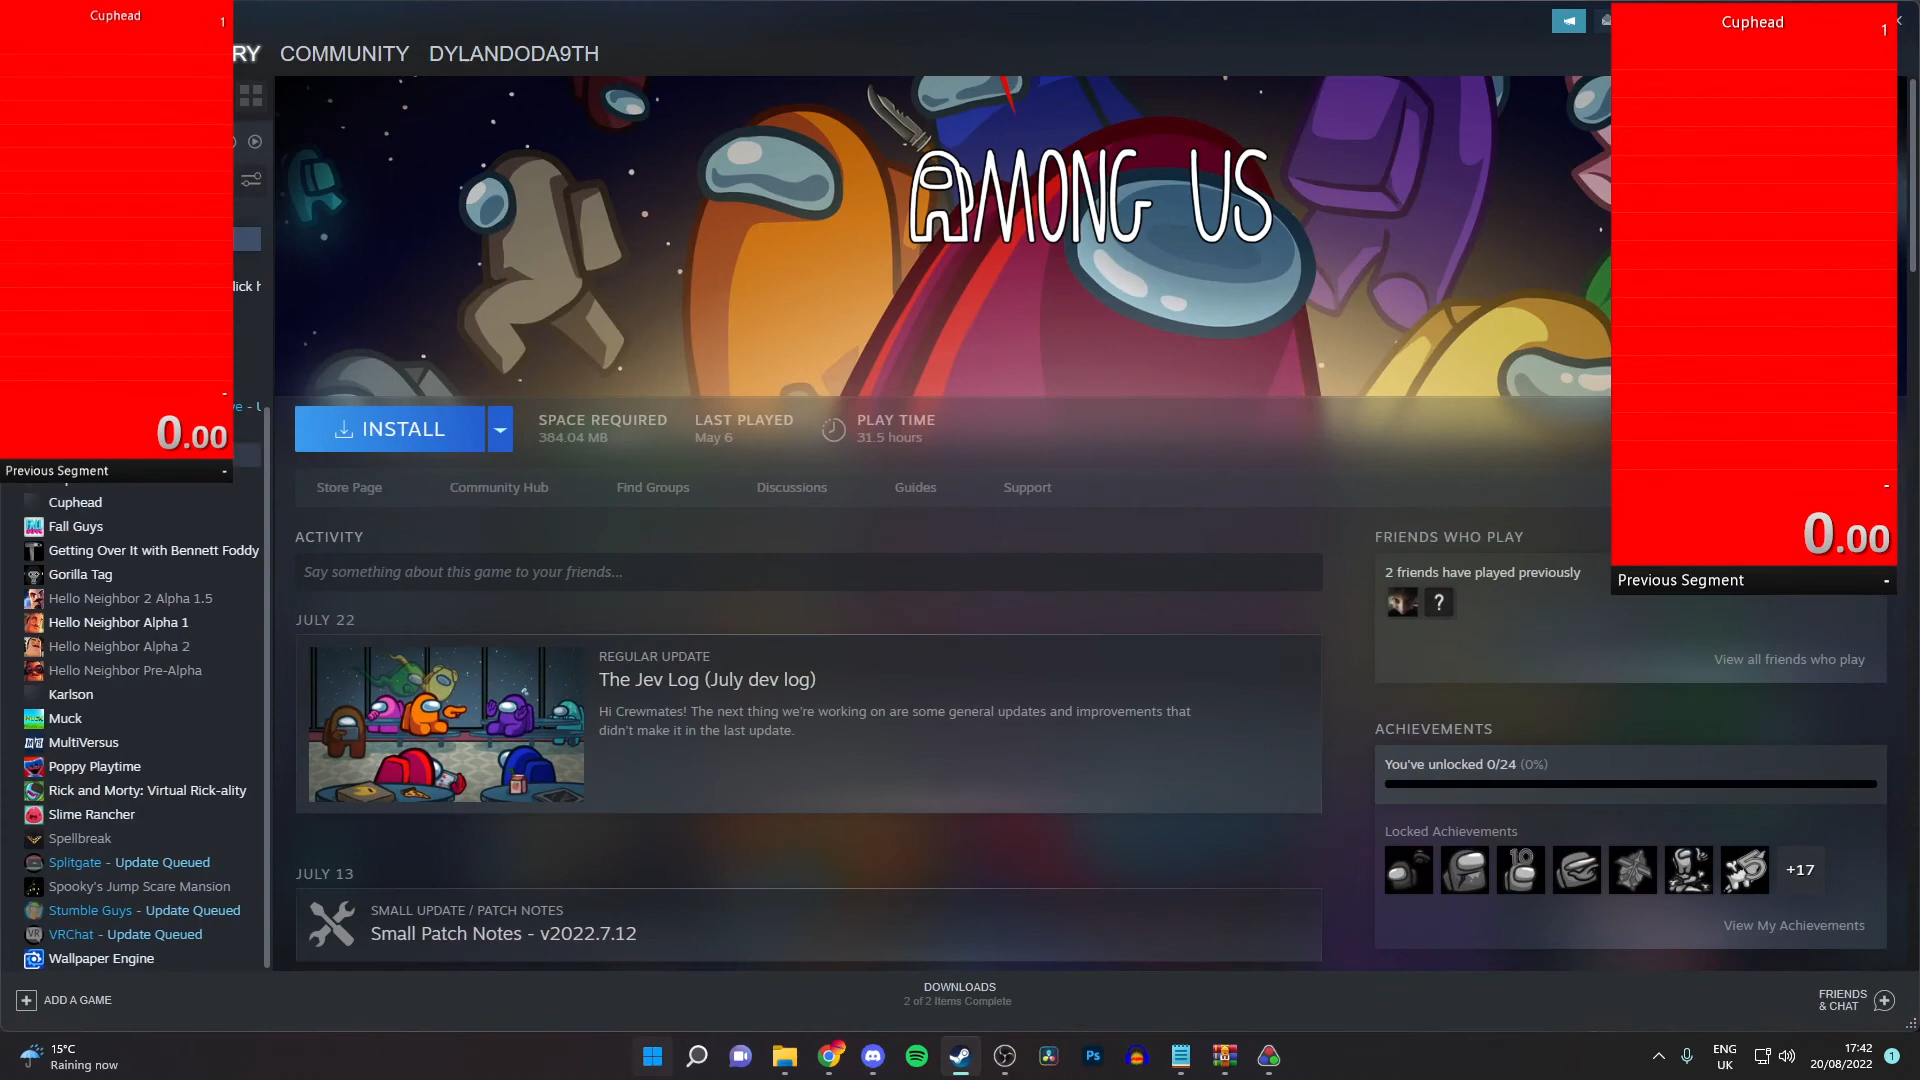 Cuphead
1
Cuphead
1
RY COMMUNITY DYLANDODA9TH
AMONG US
lick h
ve - U
0.00
Previous Segment -
-
-
0.00
Previous Segment -
INSTALL
SPACE REQUIRED
384.04 MB
LAST PLAYED
May 6
PLAY TIME
31.5 hours
Store Page Community Hub Find Groups Discussions Guides Support
Cuphead
Fall Guys
Getting Over It with Bennett Foddy
Gorilla Tag
Hello Neighbor 2 Alpha 1.5
Hello Neighbor Alpha 1
Hello Neighbor Alpha 2
Hello Neighbor Pre-Alpha
Karlson
Muck
MultiVersus
Poppy Playtime
Rick and Morty: Virtual Rick-ality
Slime Rancher
Spellbreak
Splitgate - Update Queued
Spooky's Jump Scare Mansion
Stumble Guys - Update Queued
VRChat - Update Queued
Wallpaper Engine
ACTIVITY
Say something about this game to your friends...
JULY 22
REGULAR UPDATE
The Jev Log (July dev log)
Hi Crewmates! The next thing we're working on are some general updates and improvements that
didn't make it in the last update.
JULY 13
SMALL UPDATE / PATCH NOTES
Small Patch Notes - v2022.7.12
FRIENDS WHO PLAY
2 friends have played previously
?
View all friends who play
ACHIEVEMENTS
You've unlocked 0/24 (0%)
Locked Achievements
10
5
+17
View My Achievements
ADD A GAME
DOWNLOADS
2 of 2 Items Complete
FRIENDS
& CHAT
15°C
Raining now
Ps
ENG
UK
17:42
20/08/2022
1